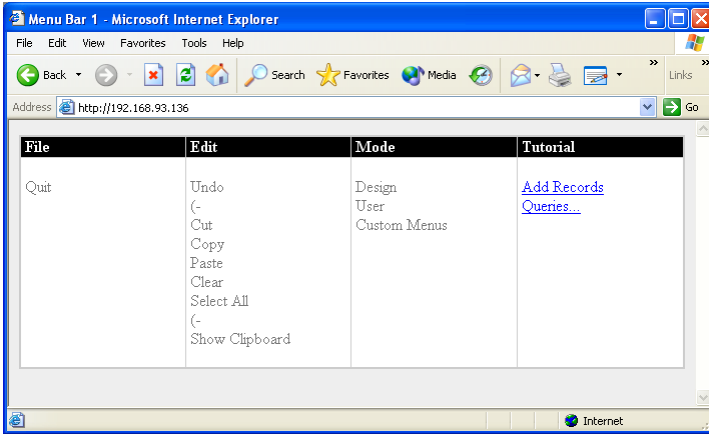 Menu Bar 1 - Microsoft Internet Explorer
File Edit View Favorites Tools Help
Back Search Favorites Media » Links »
Address http://192.168.93.136 Go
File Edit Mode Tutorial
Quit Undo Design Add Records
(- User Queries...
Cut Custom Menus
Copy
Paste
Clear
Select All
(-
Show Clipboard
Internet